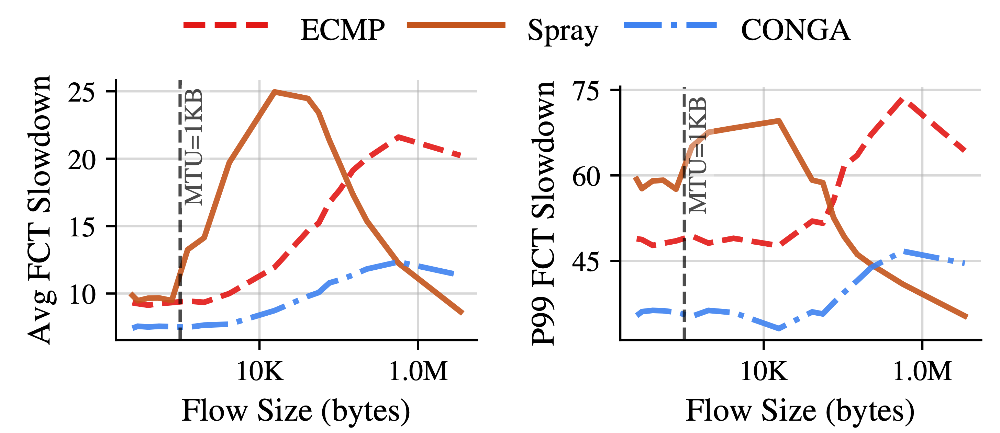 ECMP Spray CONGA
Avg FCT Slowdown
25
20
15
10
MTU=1KB
10K 1.0M
Flow Size (bytes)
P99 FCT Slowdown
75
60
45
MTU=1KB
10K 1.0M
Flow Size (bytes)